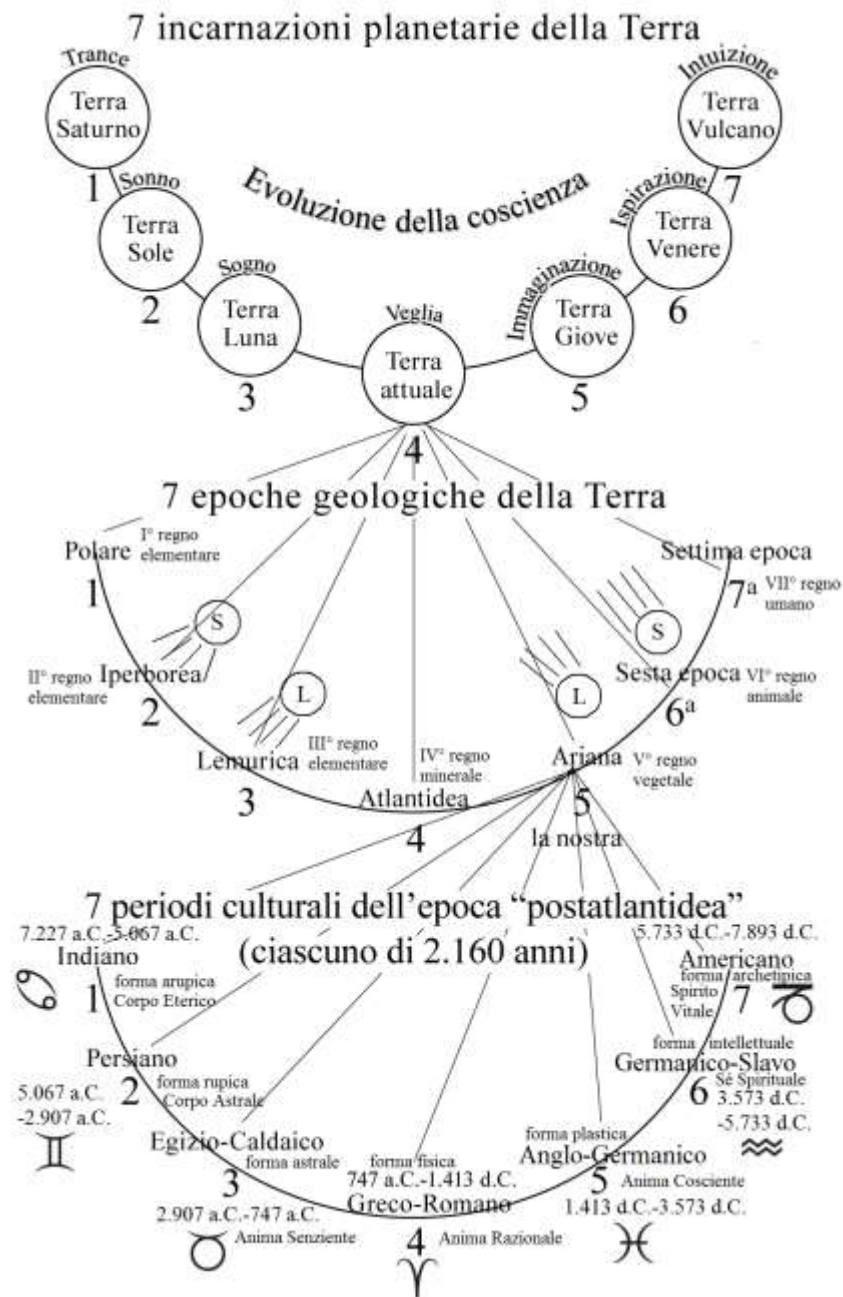 7 incarnazioni planetarie della Terra
Trance
Terra
Saturno
1
Sonno
Terra
Sole
2
Sogno
Terra
Luna
3
Veglia
Terra
attuale
4
Immaginazione
Terra
Giove
5
Ispirazione
Terra
Venere
6
Intuizione
Terra
Vulcano
7
Evoluzione della coscienza
7 epoche geologiche della Terra
Polare
I° regno
elementare
1
S
Iperborea
II° regno
elementare
2
L
Lemurica
III° regno
elementare
3
IV° regno
minerale
Atlantidea
4
L
Ariana
V° regno
vegetale
5
la nostra
S
Sesta epoca
VI° regno
animale
6a
Settima epoca
7a
VII° regno
umano
7 periodi culturali dell'epoca “postatlantidea”
(ciascuno di 2.160 anni)
7.227 a.C.-5.067 a.C.
Indiano
♋
1
forma arupica
Corpo Eterico
Persiano
2
forma rupica
Corpo Astrale
5.067 a.C.
-2.907 a.C.
♊
Egizio-Caldaico
3
forma astrale
2.907 a.C.-747 a.C.
♉
Anima Senziente
forma fisica
747 a.C.-1.413 d.C.
Greco-Romano
4
Anima Razionale
♈
forma plastica
Anglo-Germanico
5
Anima Cosciente
1.413 d.C.-3.573 d.C.
♓
forma intellettuale
Germanico-Slavo
6
Sé Spirituale
3.573 d.C.
-5.733 d.C.
♒
5.733 d.C.-7.893 d.C.
Americano
forma archetipica
Spirito
Vitale
7
♑